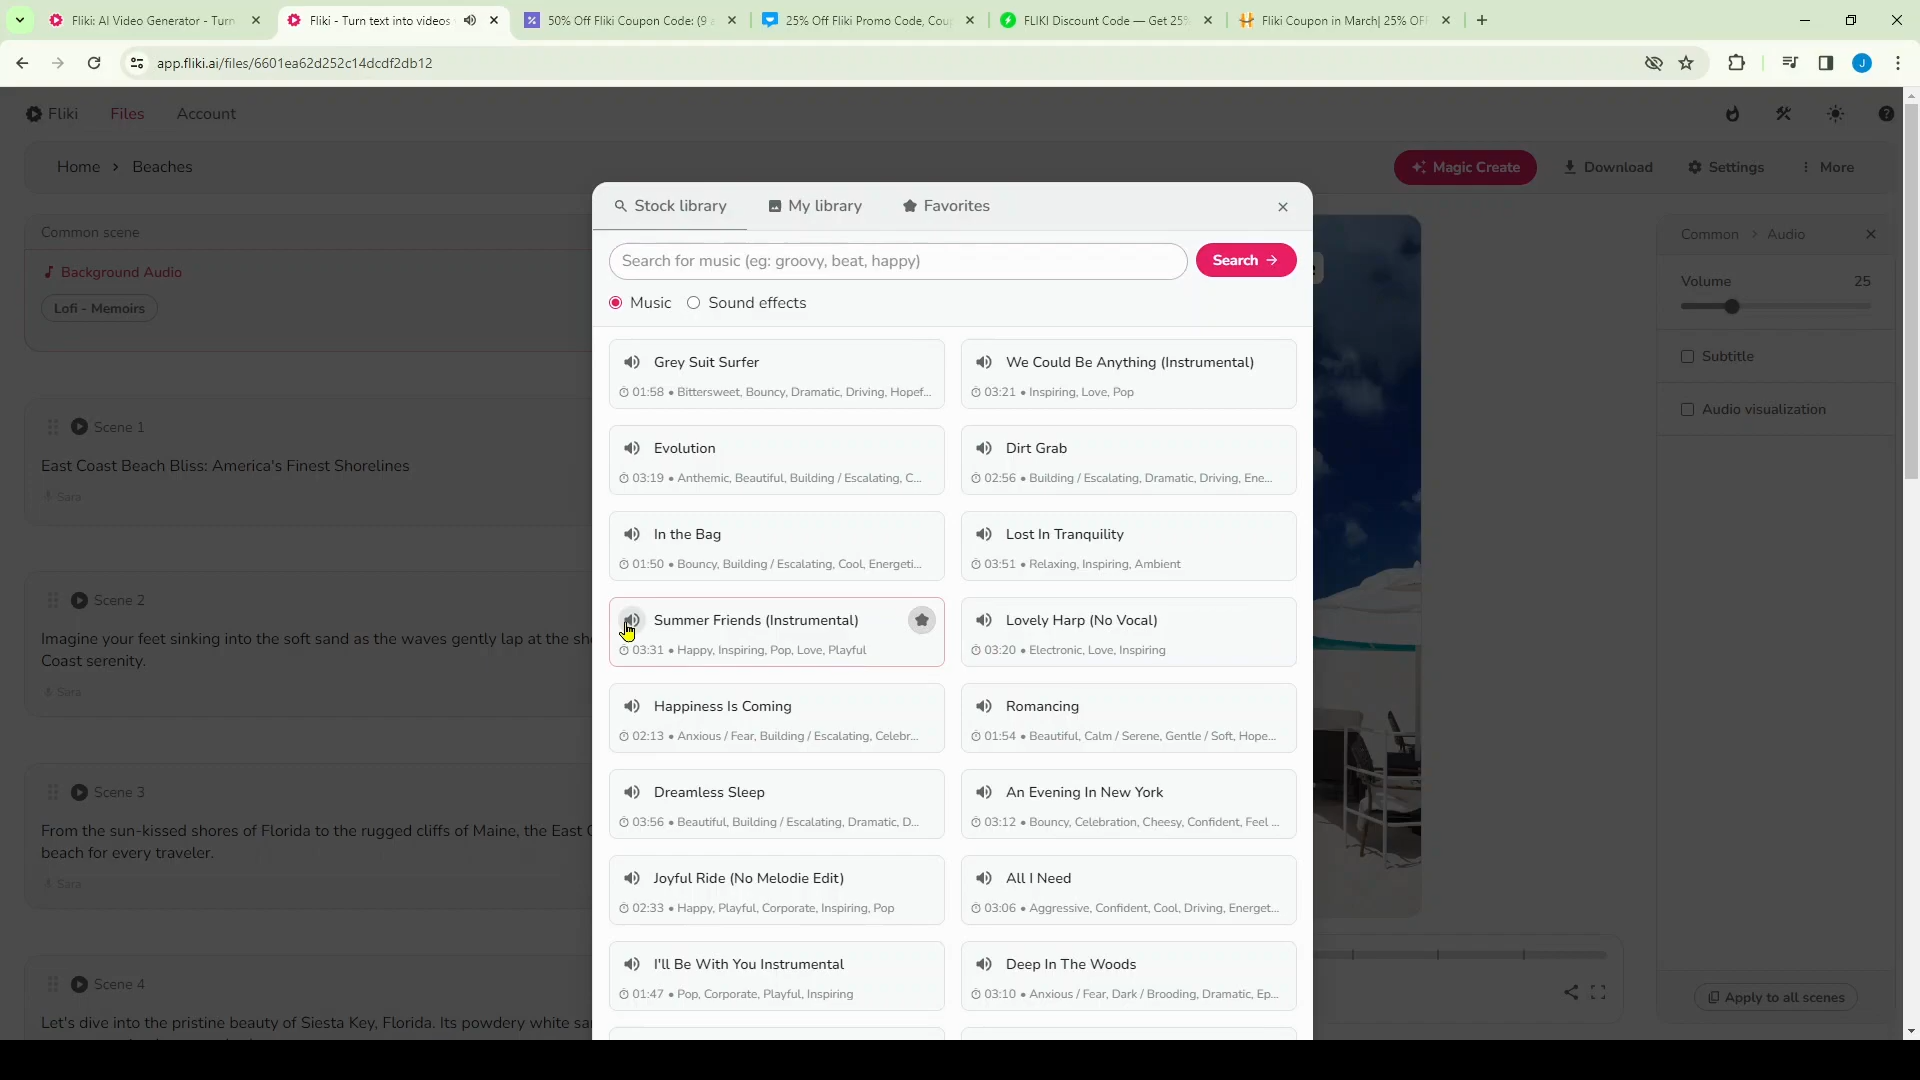 Fliki: AI Video Generator - Turn
Fliki - Turn text into videos
50% Off Fliki Coupon Code: (9
25% Off Fliki Promo Code, Cou
FLIKI Discount Code — Get 25%
Fliki Coupon in March| 25% OF
app.fliki.ai/files/6601ea62d252c14dcdf2db12
J
Fliki
Files
Account
Home > Beaches
Magic Create
Download
Settings
More
Stock library
My library
Favorites
Search for music (eg: groovy, beat, happy)
Search
Music
Sound effects
Common scene
Background Audio
Lofi - Memoirs
Scene 1
East Coast Beach Bliss: America's Finest Shorelines
Sara
Scene 2
Imagine your feet sinking into the soft sand as the waves gently lap at the sho
Coast serenity.
Sara
Scene 3
From the sun-kissed shores of Florida to the rugged cliffs of Maine, the East C
beach for every traveler.
Sara
Scene 4
Let's dive into the pristine beauty of Siesta Key, Florida. Its powdery white sa
Grey Suit Surfer
01:58 • Bittersweet, Bouncy, Dramatic, Driving, Hopef...
We Could Be Anything (Instrumental)
03:21 • Inspiring, Love, Pop
Evolution
03:19 • Anthemic, Beautiful, Building / Escalating, C...
Dirt Grab
02:56 • Building / Escalating, Dramatic, Driving, Ene...
In the Bag
01:50 • Bouncy, Building / Escalating, Cool, Energeti...
Lost In Tranquility
03:51 • Relaxing, Inspiring, Ambient
Summer Friends (Instrumental)
03:31 • Happy, Inspiring, Pop, Love, Playful
Lovely Harp (No Vocal)
03:20 • Electronic, Love, Inspiring
Happiness Is Coming
02:13 • Anxious / Fear, Building / Escalating, Celebr...
Romancing
01:54 • Beautiful, Calm / Serene, Gentle / Soft, Hope...
Dreamless Sleep
03:56 • Beautiful, Building / Escalating, Dramatic, D...
An Evening In New York
03:12 • Bouncy, Celebration, Cheesy, Confident, Feel ...
Joyful Ride (No Melodie Edit)
02:33 • Happy, Playful, Corporate, Inspiring, Pop
All I Need
03:06 • Aggressive, Confident, Cool, Driving, Energet...
I'll Be With You Instrumental
01:47 • Pop, Corporate, Playful, Inspiring
Deep In The Woods
03:10 • Anxious / Fear, Dark / Brooding, Dramatic, Ep...
Common > Audio
Volume 25
Subtitle
Audio visualization
Apply to all scenes